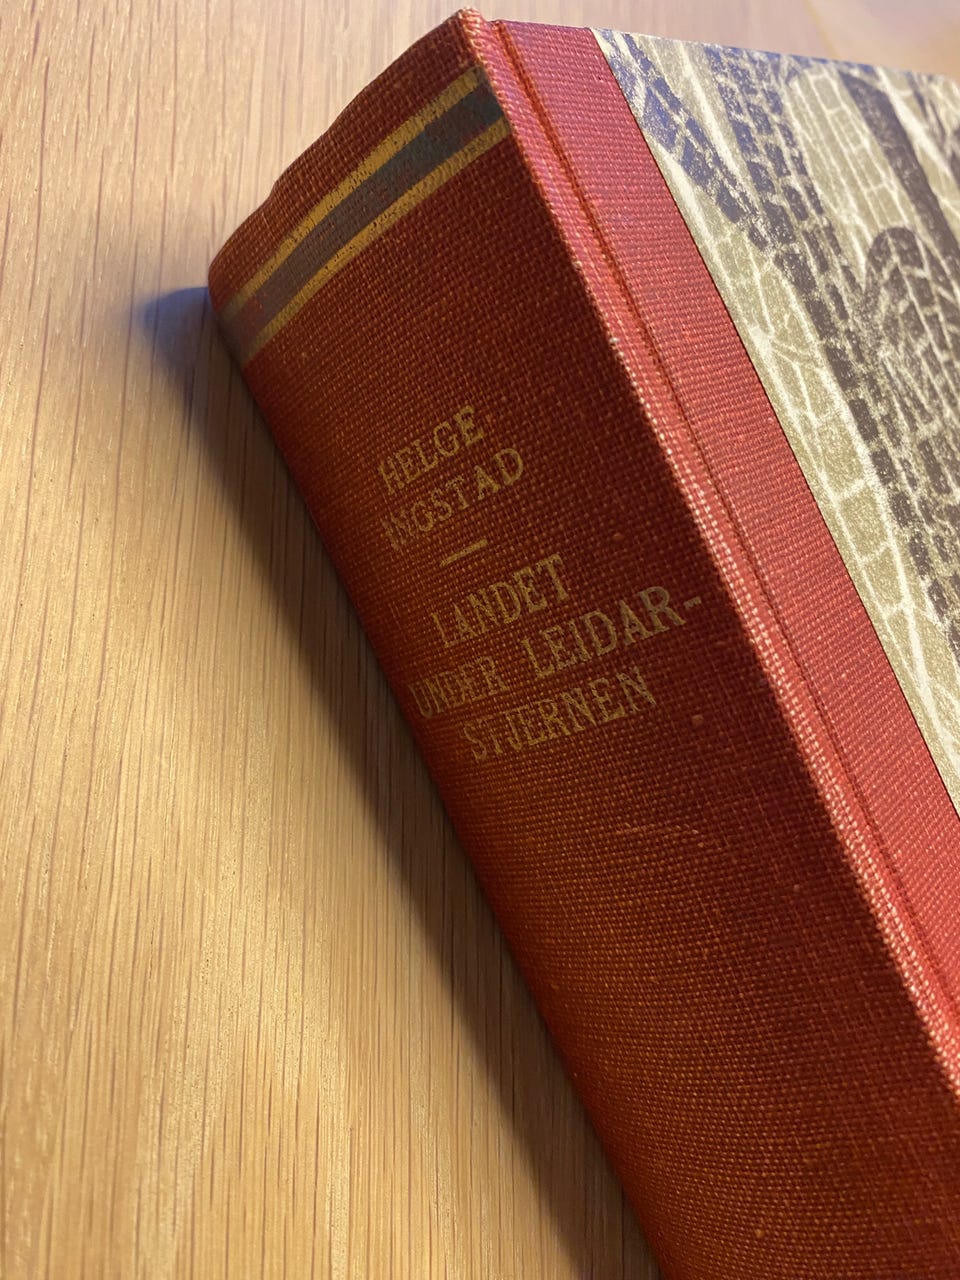 HELGE
INGSTAD
—
LANDET
UNDER LEIDAR-
STJERNEN